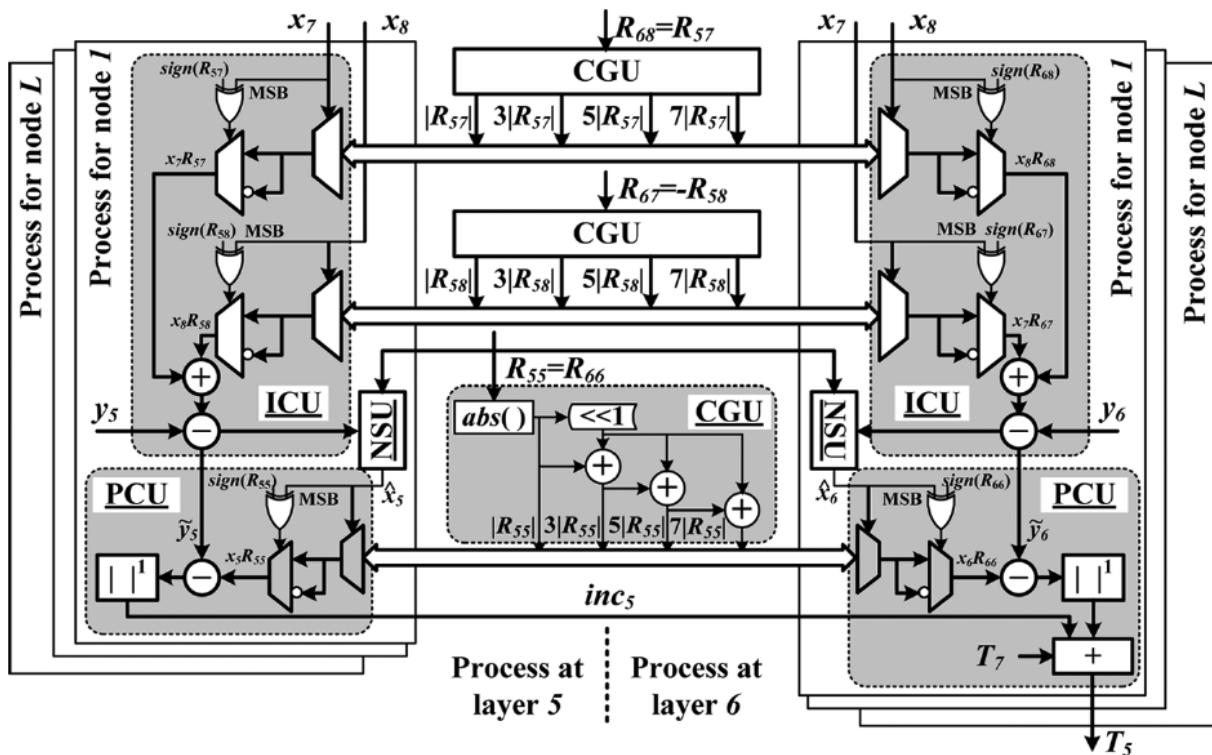 x7 x8
R68=R57
x7 x8
Process for node L
Process for node 1
sign(R57)
MSB
x7R57
CGU
|R57| 3|R57| 5|R57| 7|R57|
sign(R68)
MSB
x8R68
Process for node 1
Process for node L
R67=-R58
sign(R58)
MSB
x8R58
CGU
|R58| 3|R58| 5|R58| 7|R58|
sign(R67)
MSB
x7R67
+
ICU
y5
−
NSU
R55=R66
abs( )
<<1
CGU
+
+
+
|R55| 3|R55| 5|R55| 7|R55|
NSU
ICU
+
−
y6
PCU
sign(R55)
MSB
x̂5
ỹ5
x5R55
−
| |1
x̂6
MSB
sign(R66)
PCU
ỹ6
x6R66
−
| |1
inc5
T7
+
T5
Process at
layer 5
Process at
layer 6